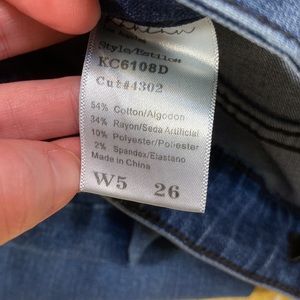 Style/Estilo#
KC6108D
Cut#4302
54% Cotton/Algodon
34% Rayon/Seda Artificial
10% Polyester/Poliester
2% Spandex/Elastano
Made in China
W5 26